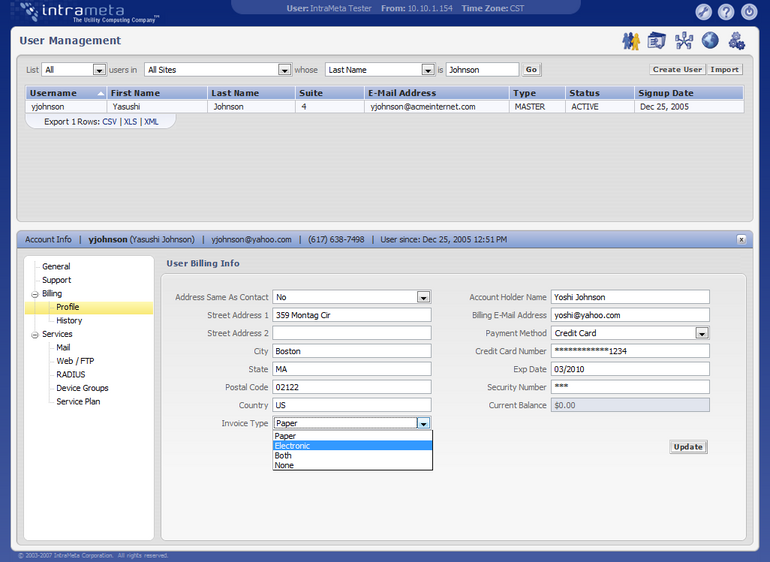 intrameta
The Utility Computing Company™
User: IntraMeta Tester From: 10.10.1.154 Time Zone: CST
User Management
List All users in All Sites whose Last Name is Johnson Go Create User Import
Username First Name Last Name Suite E-Mail Address Type Status Signup Date
yjohnson Yasushi Johnson 4 yjohnson@acmeinternet.com MASTER ACTIVE Dec 25, 2005
Export 1 Rows: CSV | XLS | XML
Account Info | yjohnson (Yasushi Johnson) | yjohnson@yahoo.com | (617) 638-7498 | User since: Dec 25, 2005 12:51 PM x
General
Support
Billing
Profile
History
Services
Mail
Web / FTP
RADIUS
Device Groups
Service Plan
User Billing Info
Address Same As Contact No
Street Address 1 359 Montag Cir
Street Address 2
City Boston
State MA
Postal Code 02122
Country US
Invoice Type Paper
Paper
Electronic
Both
None
Account Holder Name Yoshi Johnson
Billing E-Mail Address yoshi@yahoo.com
Payment Method Credit Card
Credit Card Number ************1234
Exp Date 03/2010
Security Number ***
Current Balance $0.00
Update
© 2003-2007 IntraMeta Corporation. All rights reserved.